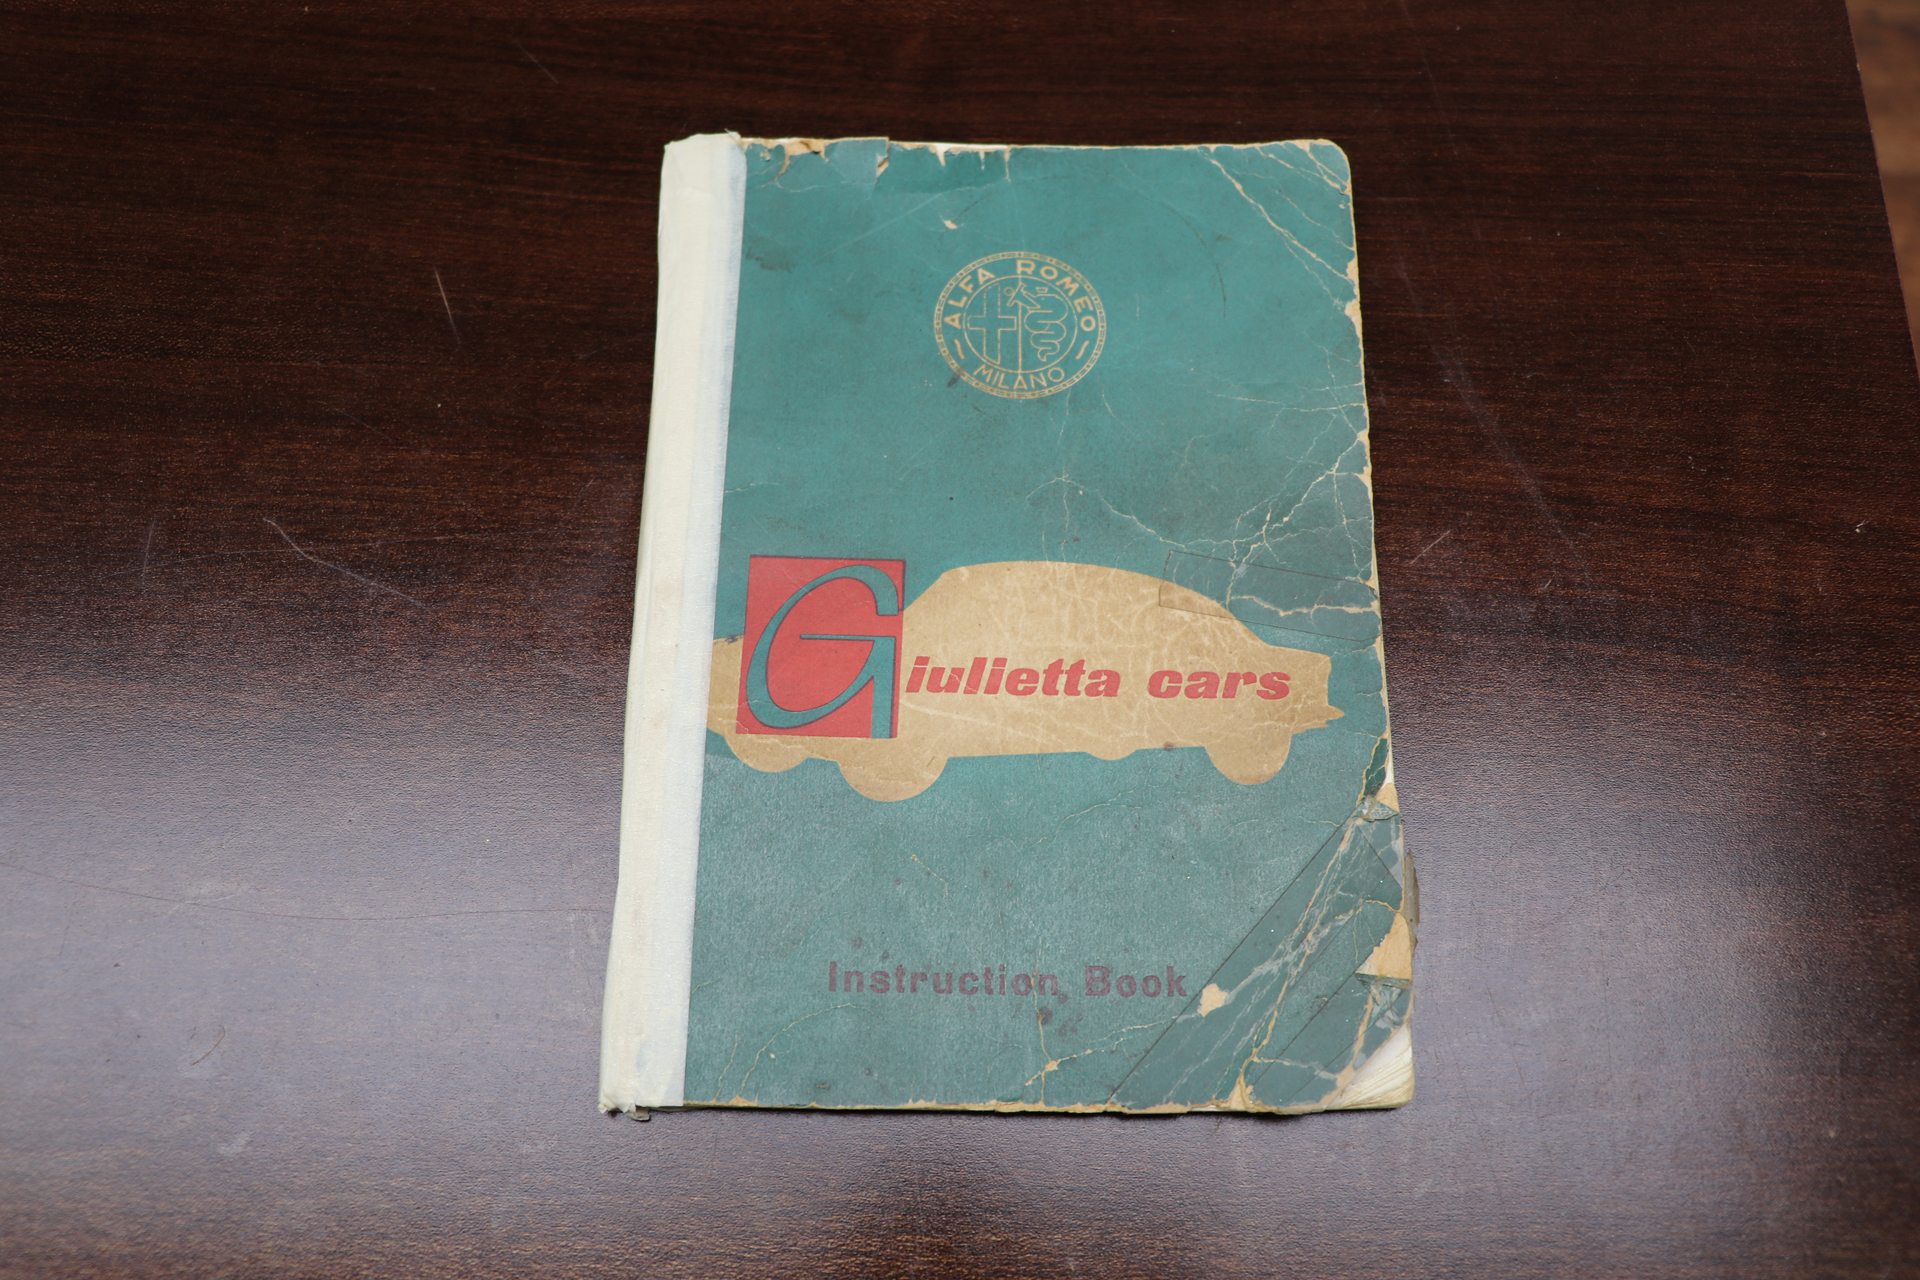 ALFA ROMEO
MILANO
Giulietta cars
Instruction Book